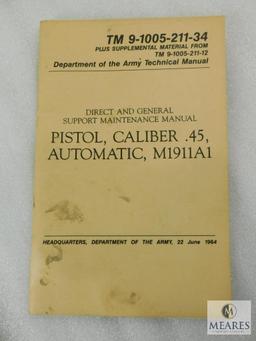 TM 9-1005-211-34
PLUS SUPPLEMENTAL MATERIAL FROM
TM 9-1005-211-12
Department of the Army Technical Manual
DIRECT AND GENERAL
SUPPORT MAINTENANCE MANUAL
PISTOL, CALIBER .45,
AUTOMATIC, M1911A1
HEADQUARTERS, DEPARTMENT OF THE ARMY, 22 June 1964
MEARES